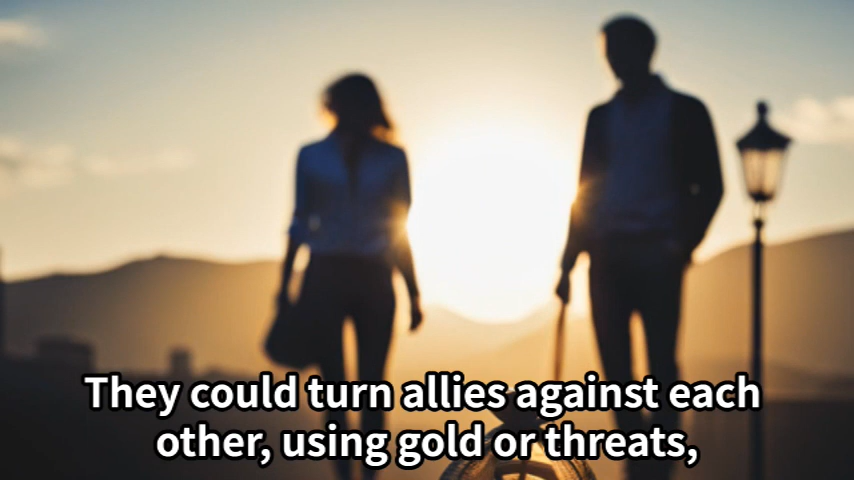 They could turn allies against each
other, using gold or threats,